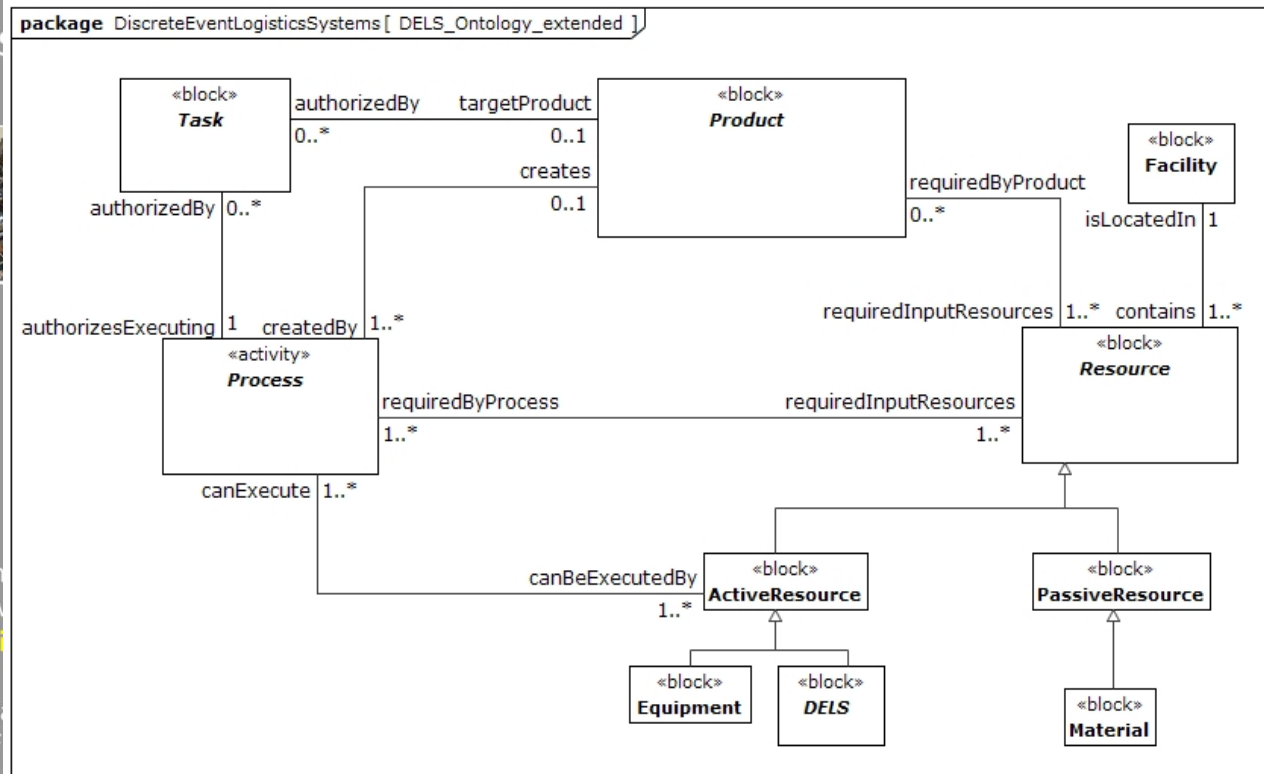 package DiscreteEventLogisticsSystems [ DELS_Ontology_extended ]
«block»
Task
authorizedBy
0..*
targetProduct
0..1
«block»
Product
«block»
Facility
creates
0..1
requiredByProduct
0..*
authorizedBy 0..*
isLocatedIn 1
authorizesExecuting 1
createdBy 1..*
requiredInputResources 1..*
contains 1..*
«activity»
Process
«block»
Resource
requiredByProcess
1..*
requiredInputResources
1..*
canExecute 1..*
canBeExecutedBy
1..*
«block»
ActiveResource
«block»
PassiveResource
«block»
Equipment
«block»
DELS
«block»
Material